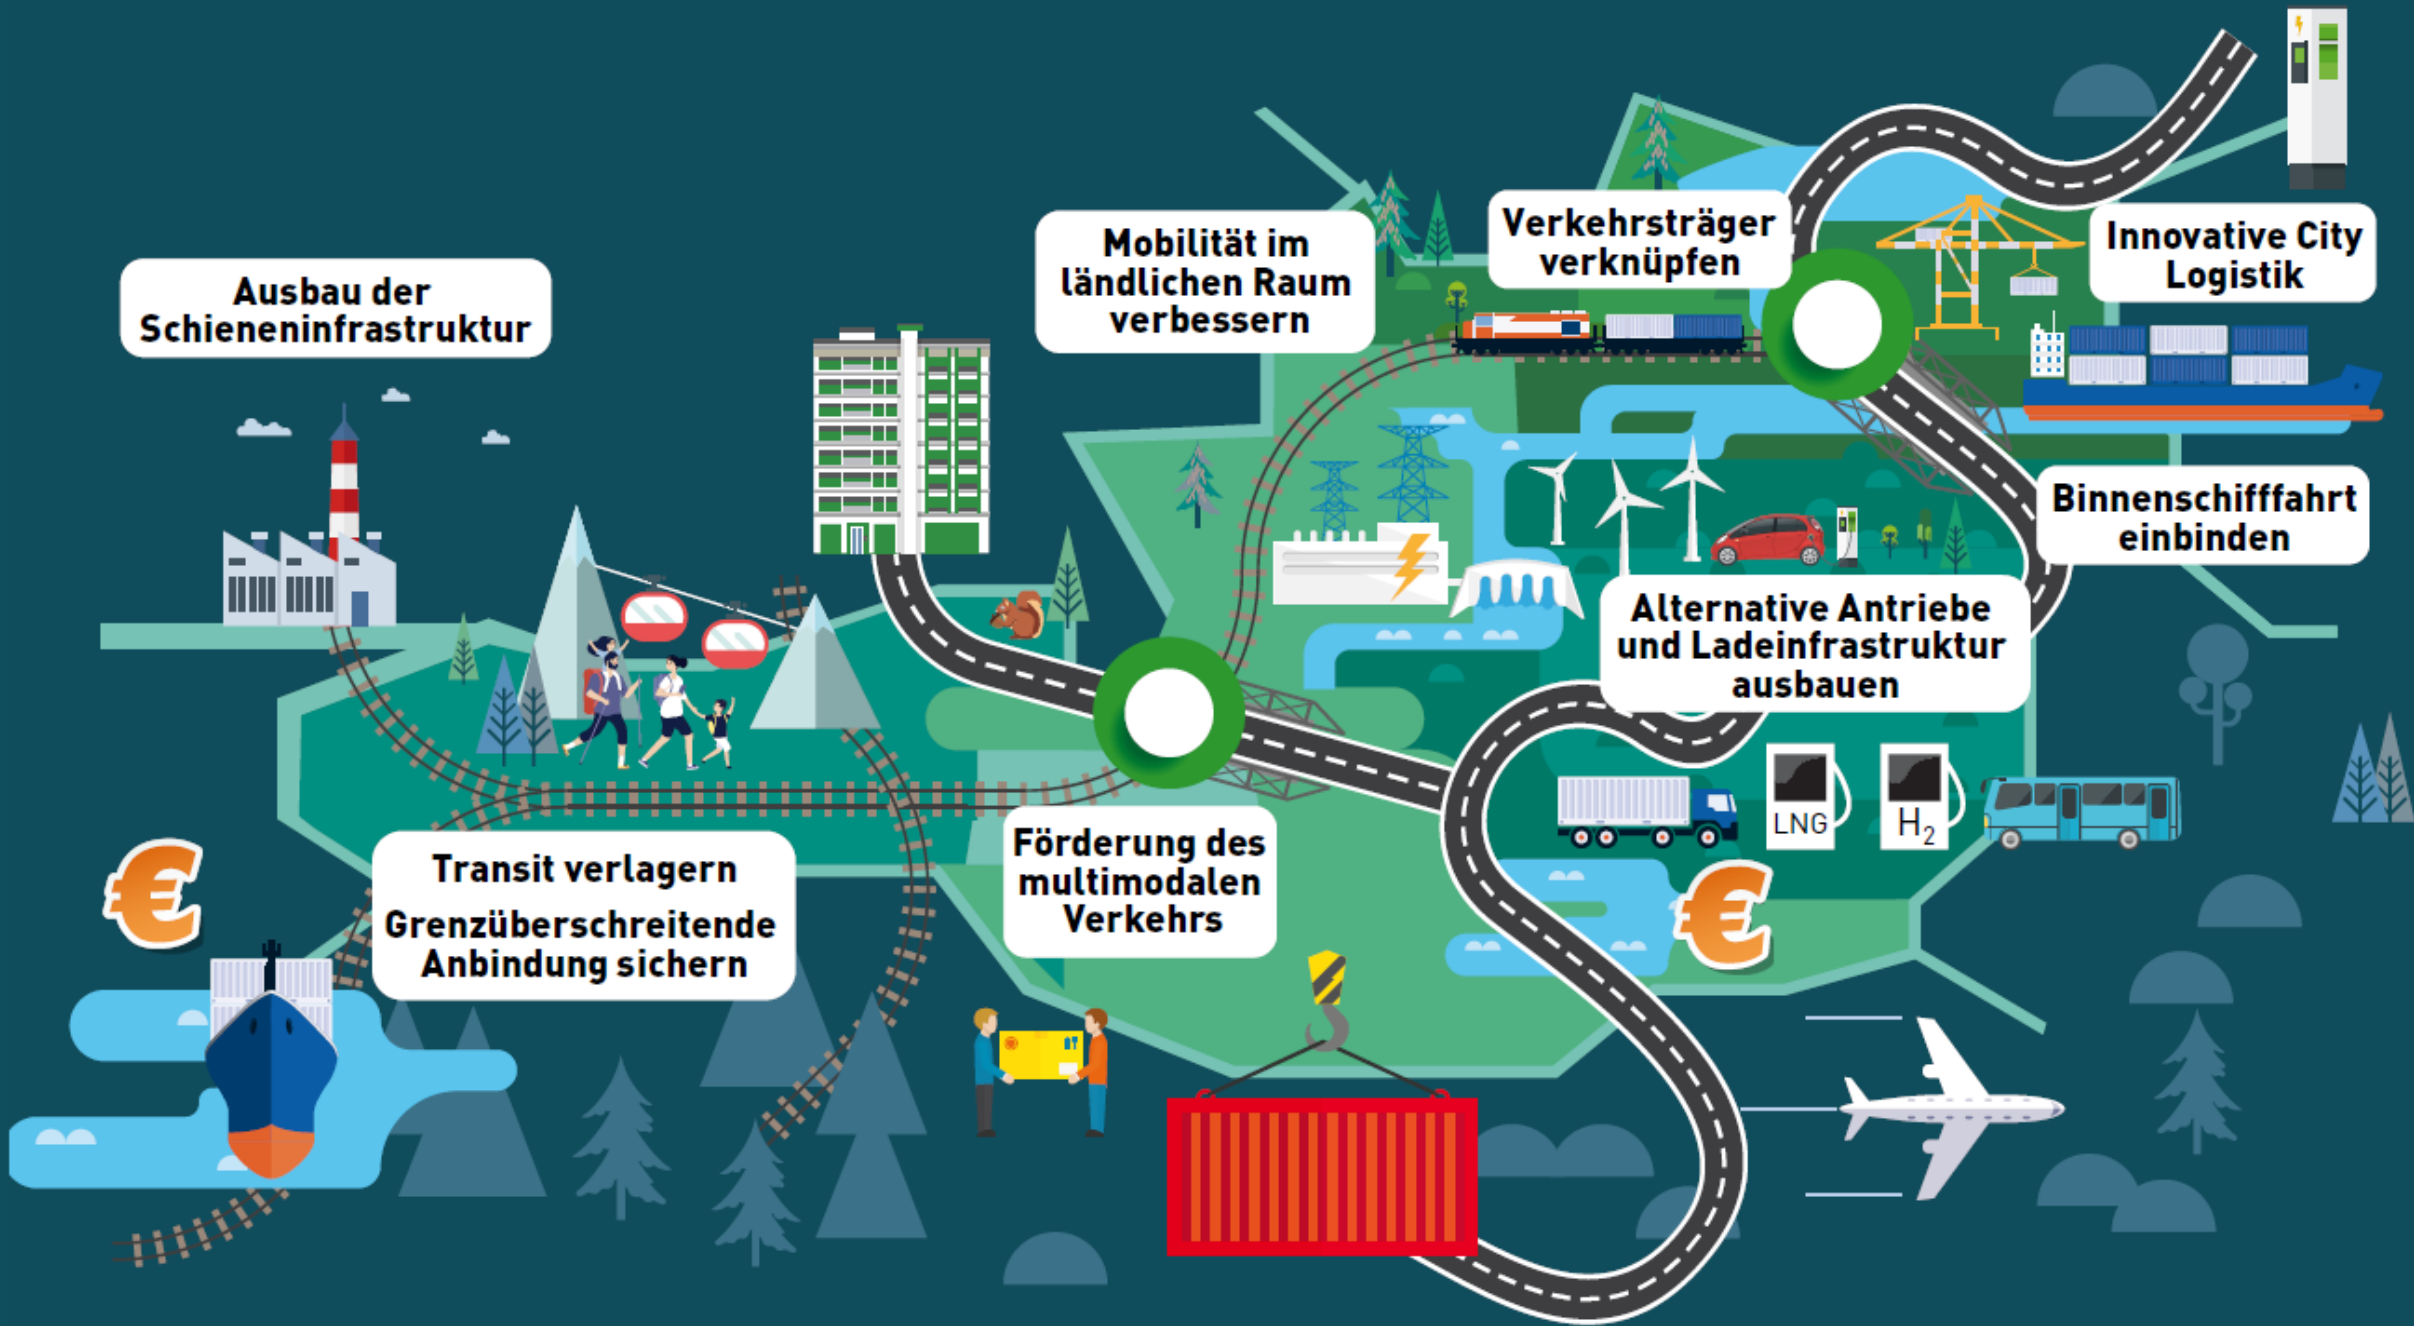 Ausbau der
Schieneninfrastruktur
Mobilität im
ländlichen Raum
verbessern
Verkehrsträger
verknüpfen
Innovative City
Logistik
Binnenschifffahrt
einbinden
Alternative Antriebe
und Ladeinfrastruktur
ausbauen
LNG
H₂
Transit verlagern
Grenzüberschreitende
Anbindung sichern
Förderung des
multimodalen
Verkehrs
€
€